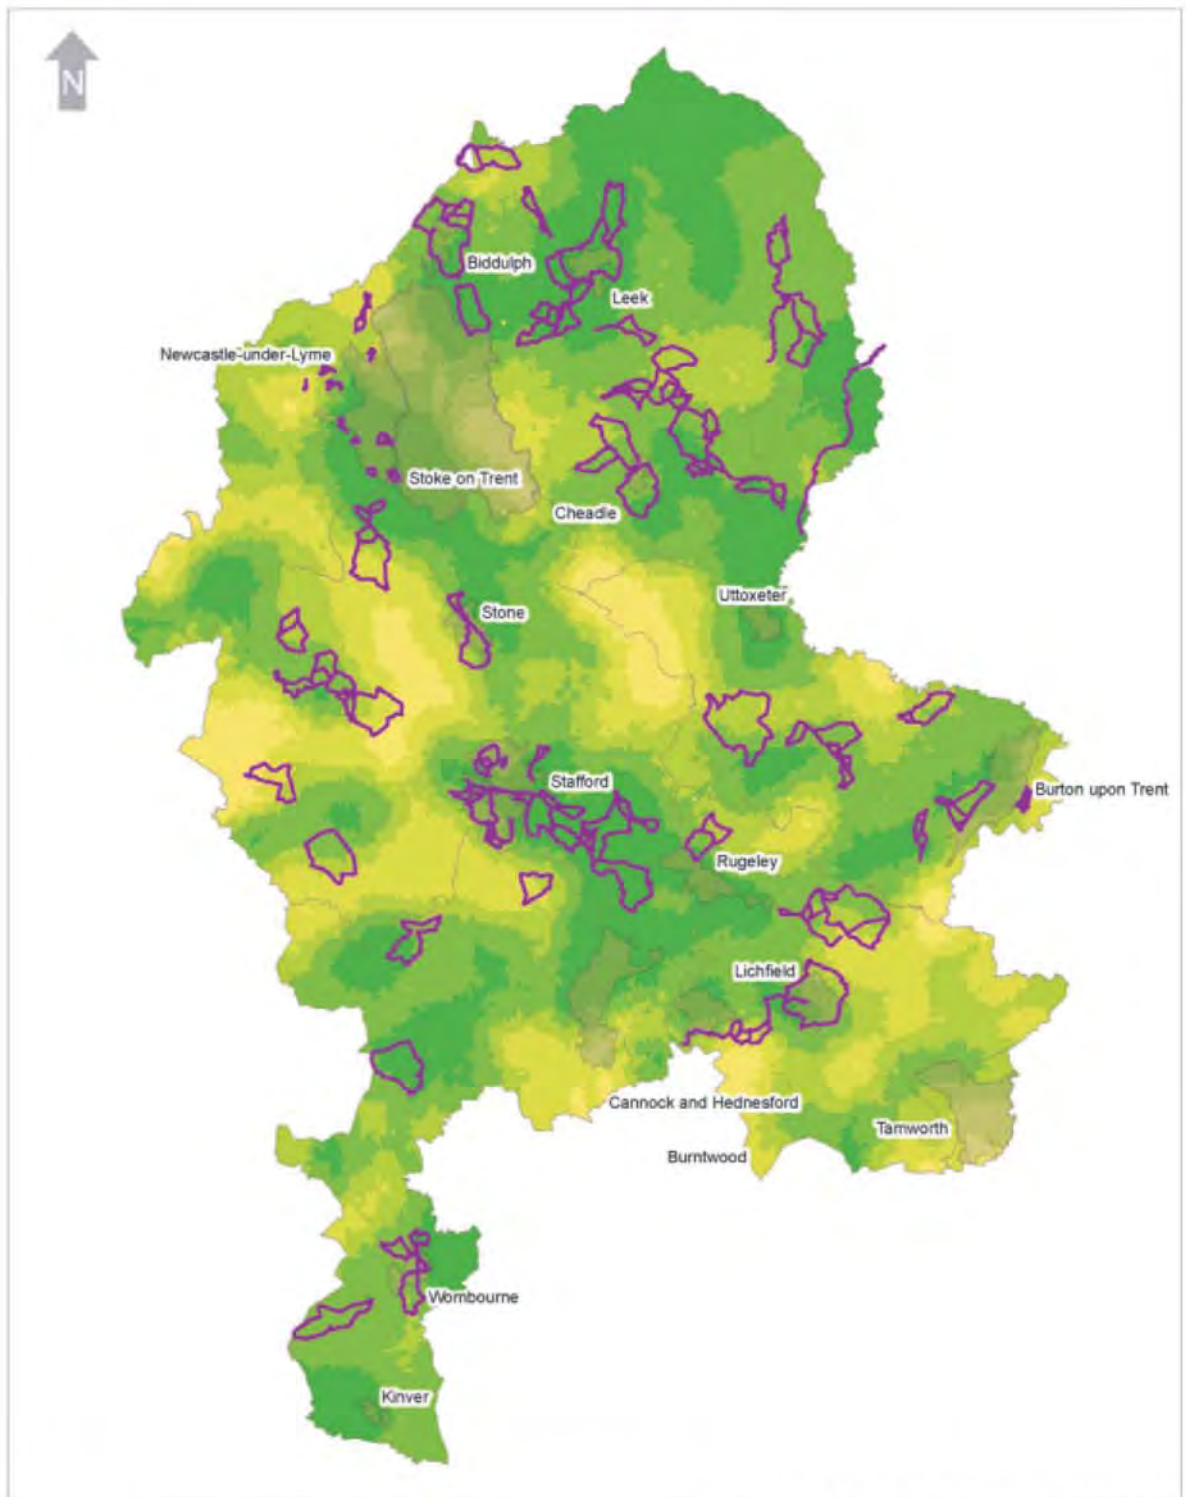 N
Biddulph
Leek
Newcastle-under-Lyme
Stoke on Trent
Cheadle
Uttoxeter
Stone
Stafford
Burton upon Trent
Rugeley
Lichfield
Cannock and Hednesford
Tamworth
Burntwood
Wombourne
Kinver